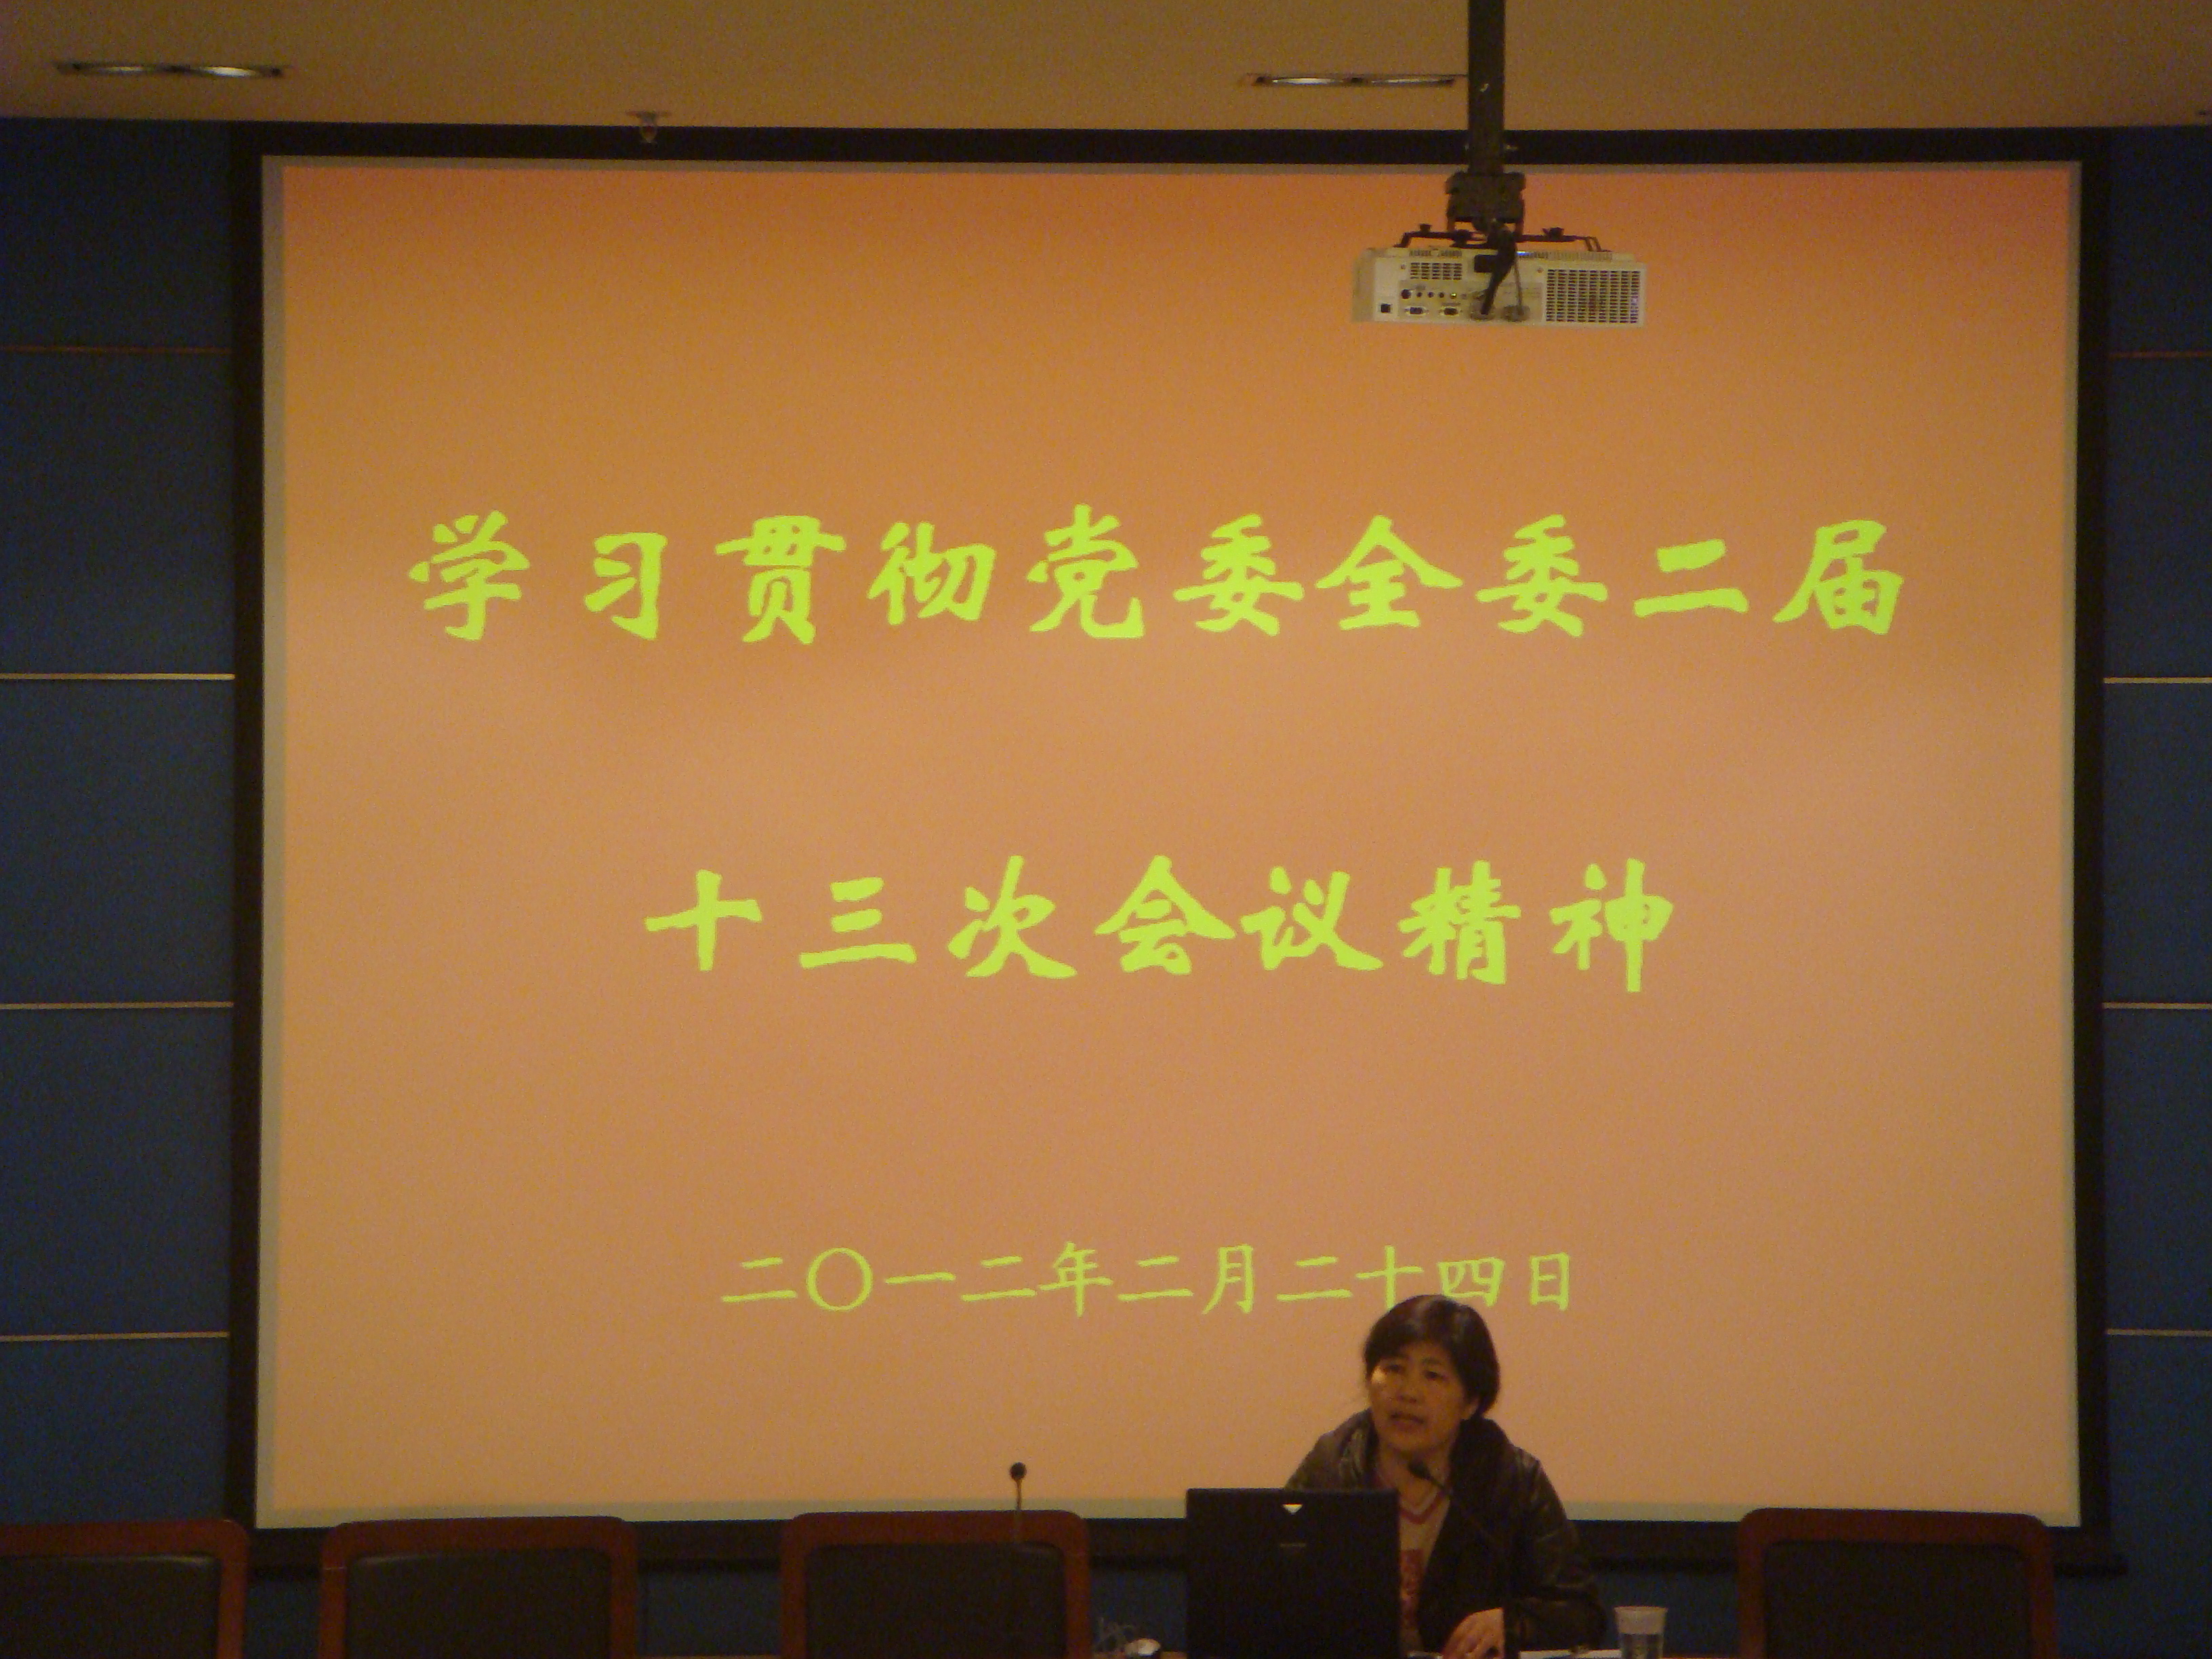 学习贯彻党委全委二届
十三次会议精神
二〇一二年二月二十四日